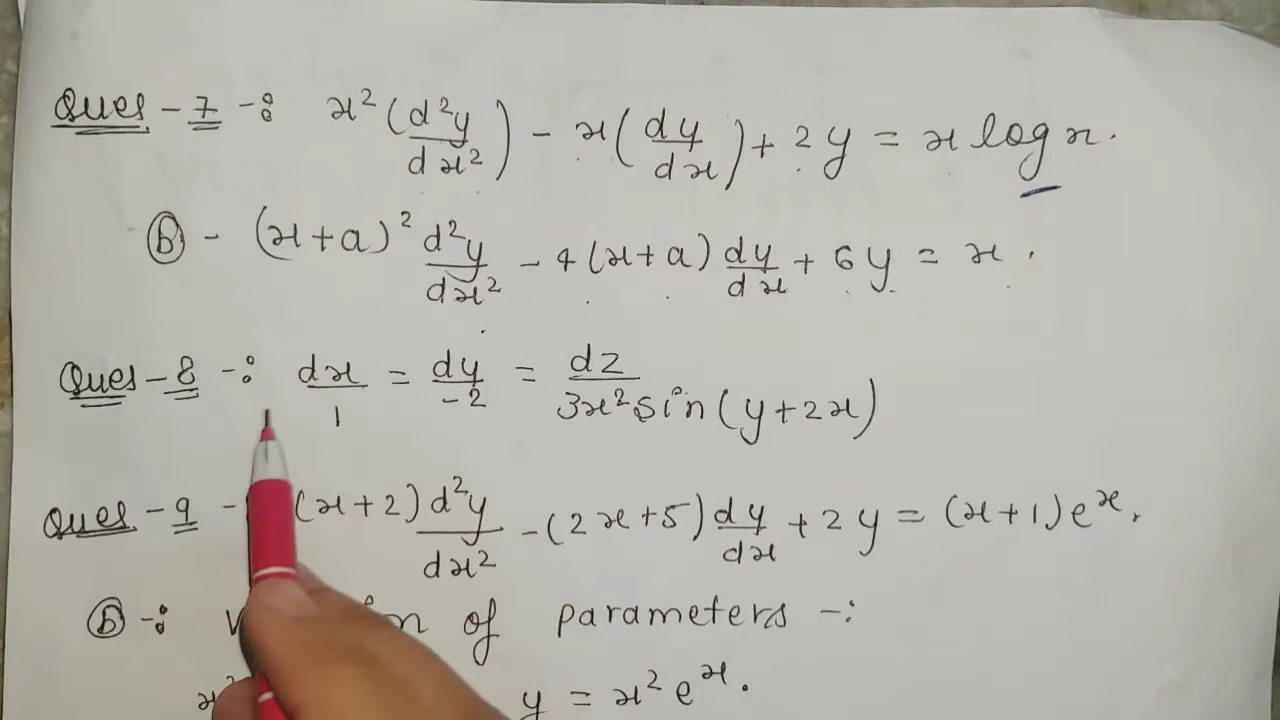 Ques - 7 -: x² (d²y/dx²) - x (dy/dx) + 2y = x log x.
(b) - (x+a)² d²y/dx² - 4(x+a) dy/dx + 6y = x.
Ques - 8 -: dx/1 = dy/-2 = dz/3x² sin(y+2x)
Ques - 9 - (x+2) d²y/dx² - (2x+5) dy/dx + 2y = (x+1)eˣ.
(b) -: of parameters -:
y = x² eˣ.